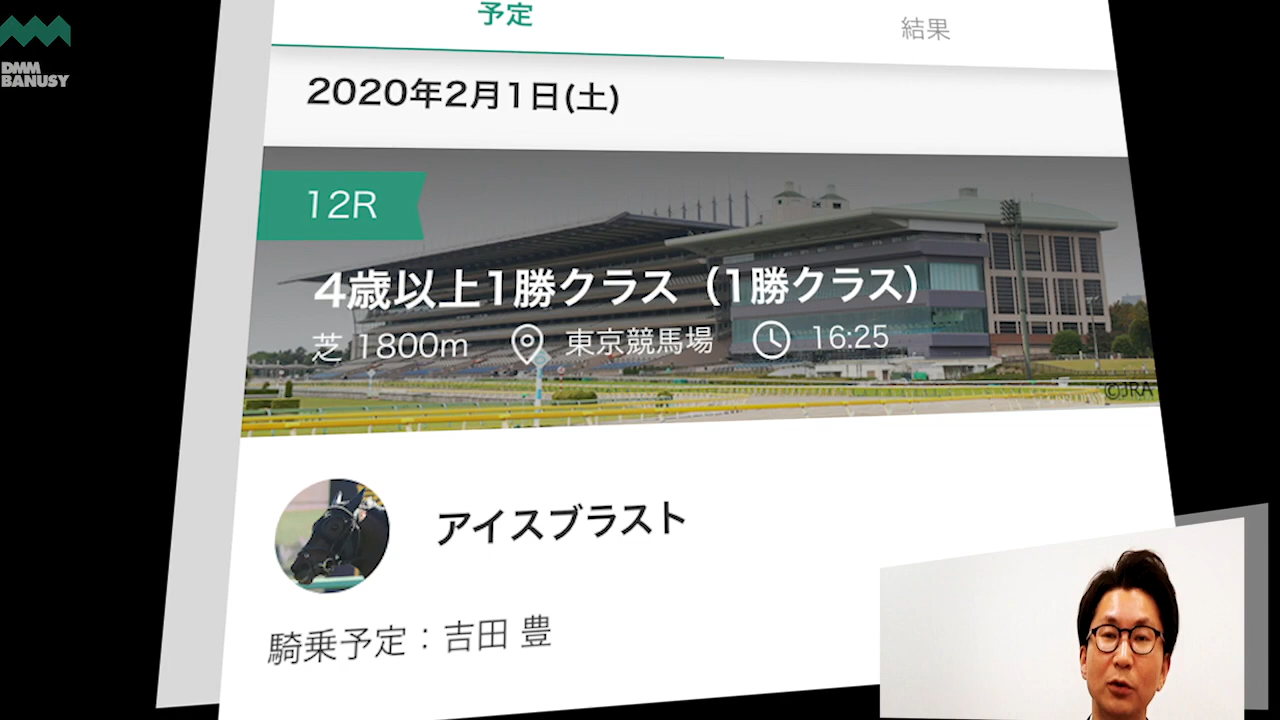 DMM
BANUSY
予定
結果
2020年2月1日(土)
12R
4歳以上1勝クラス（1勝クラス）
芝 1800m
東京競馬場
16:25
©JRA
アイスブラスト
騎乗予定：吉田 豊